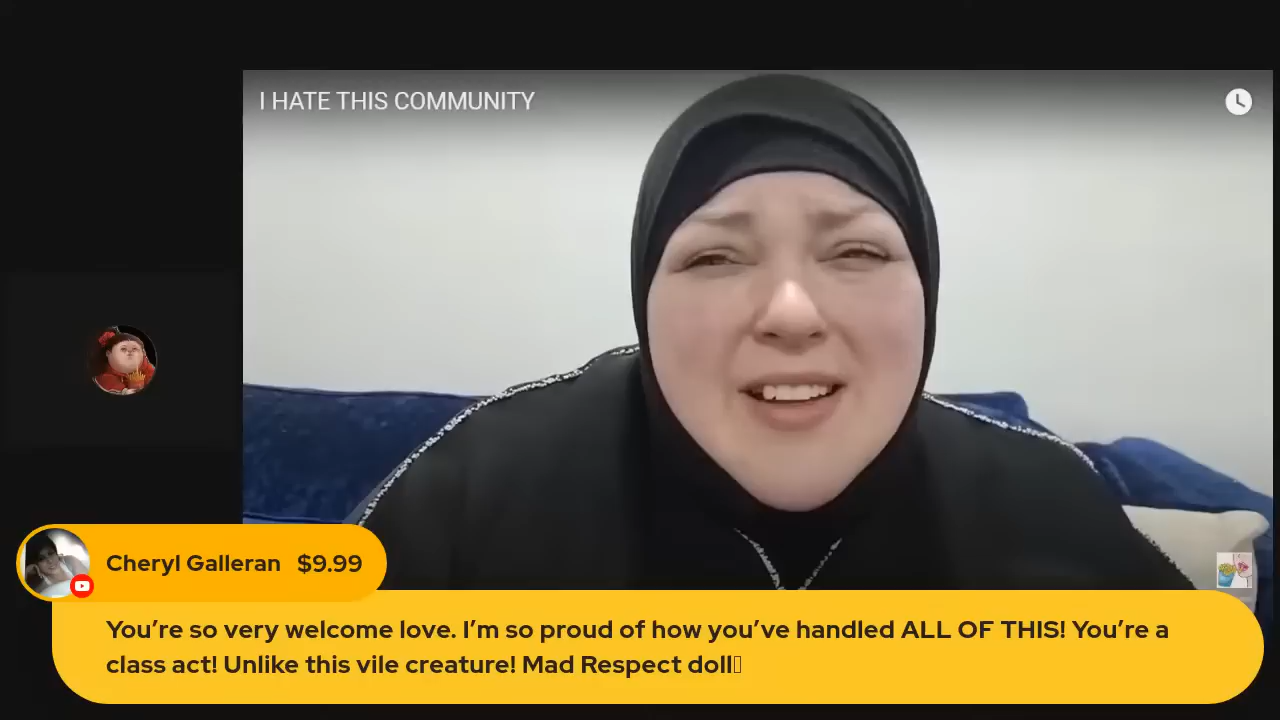 I HATE THIS COMMUNITY
Cheryl Galleran $9.99
You’re so very welcome love. I’m so proud of how you’ve handled ALL OF THIS! You’re a
class act! Unlike this vile creature! Mad Respect doll